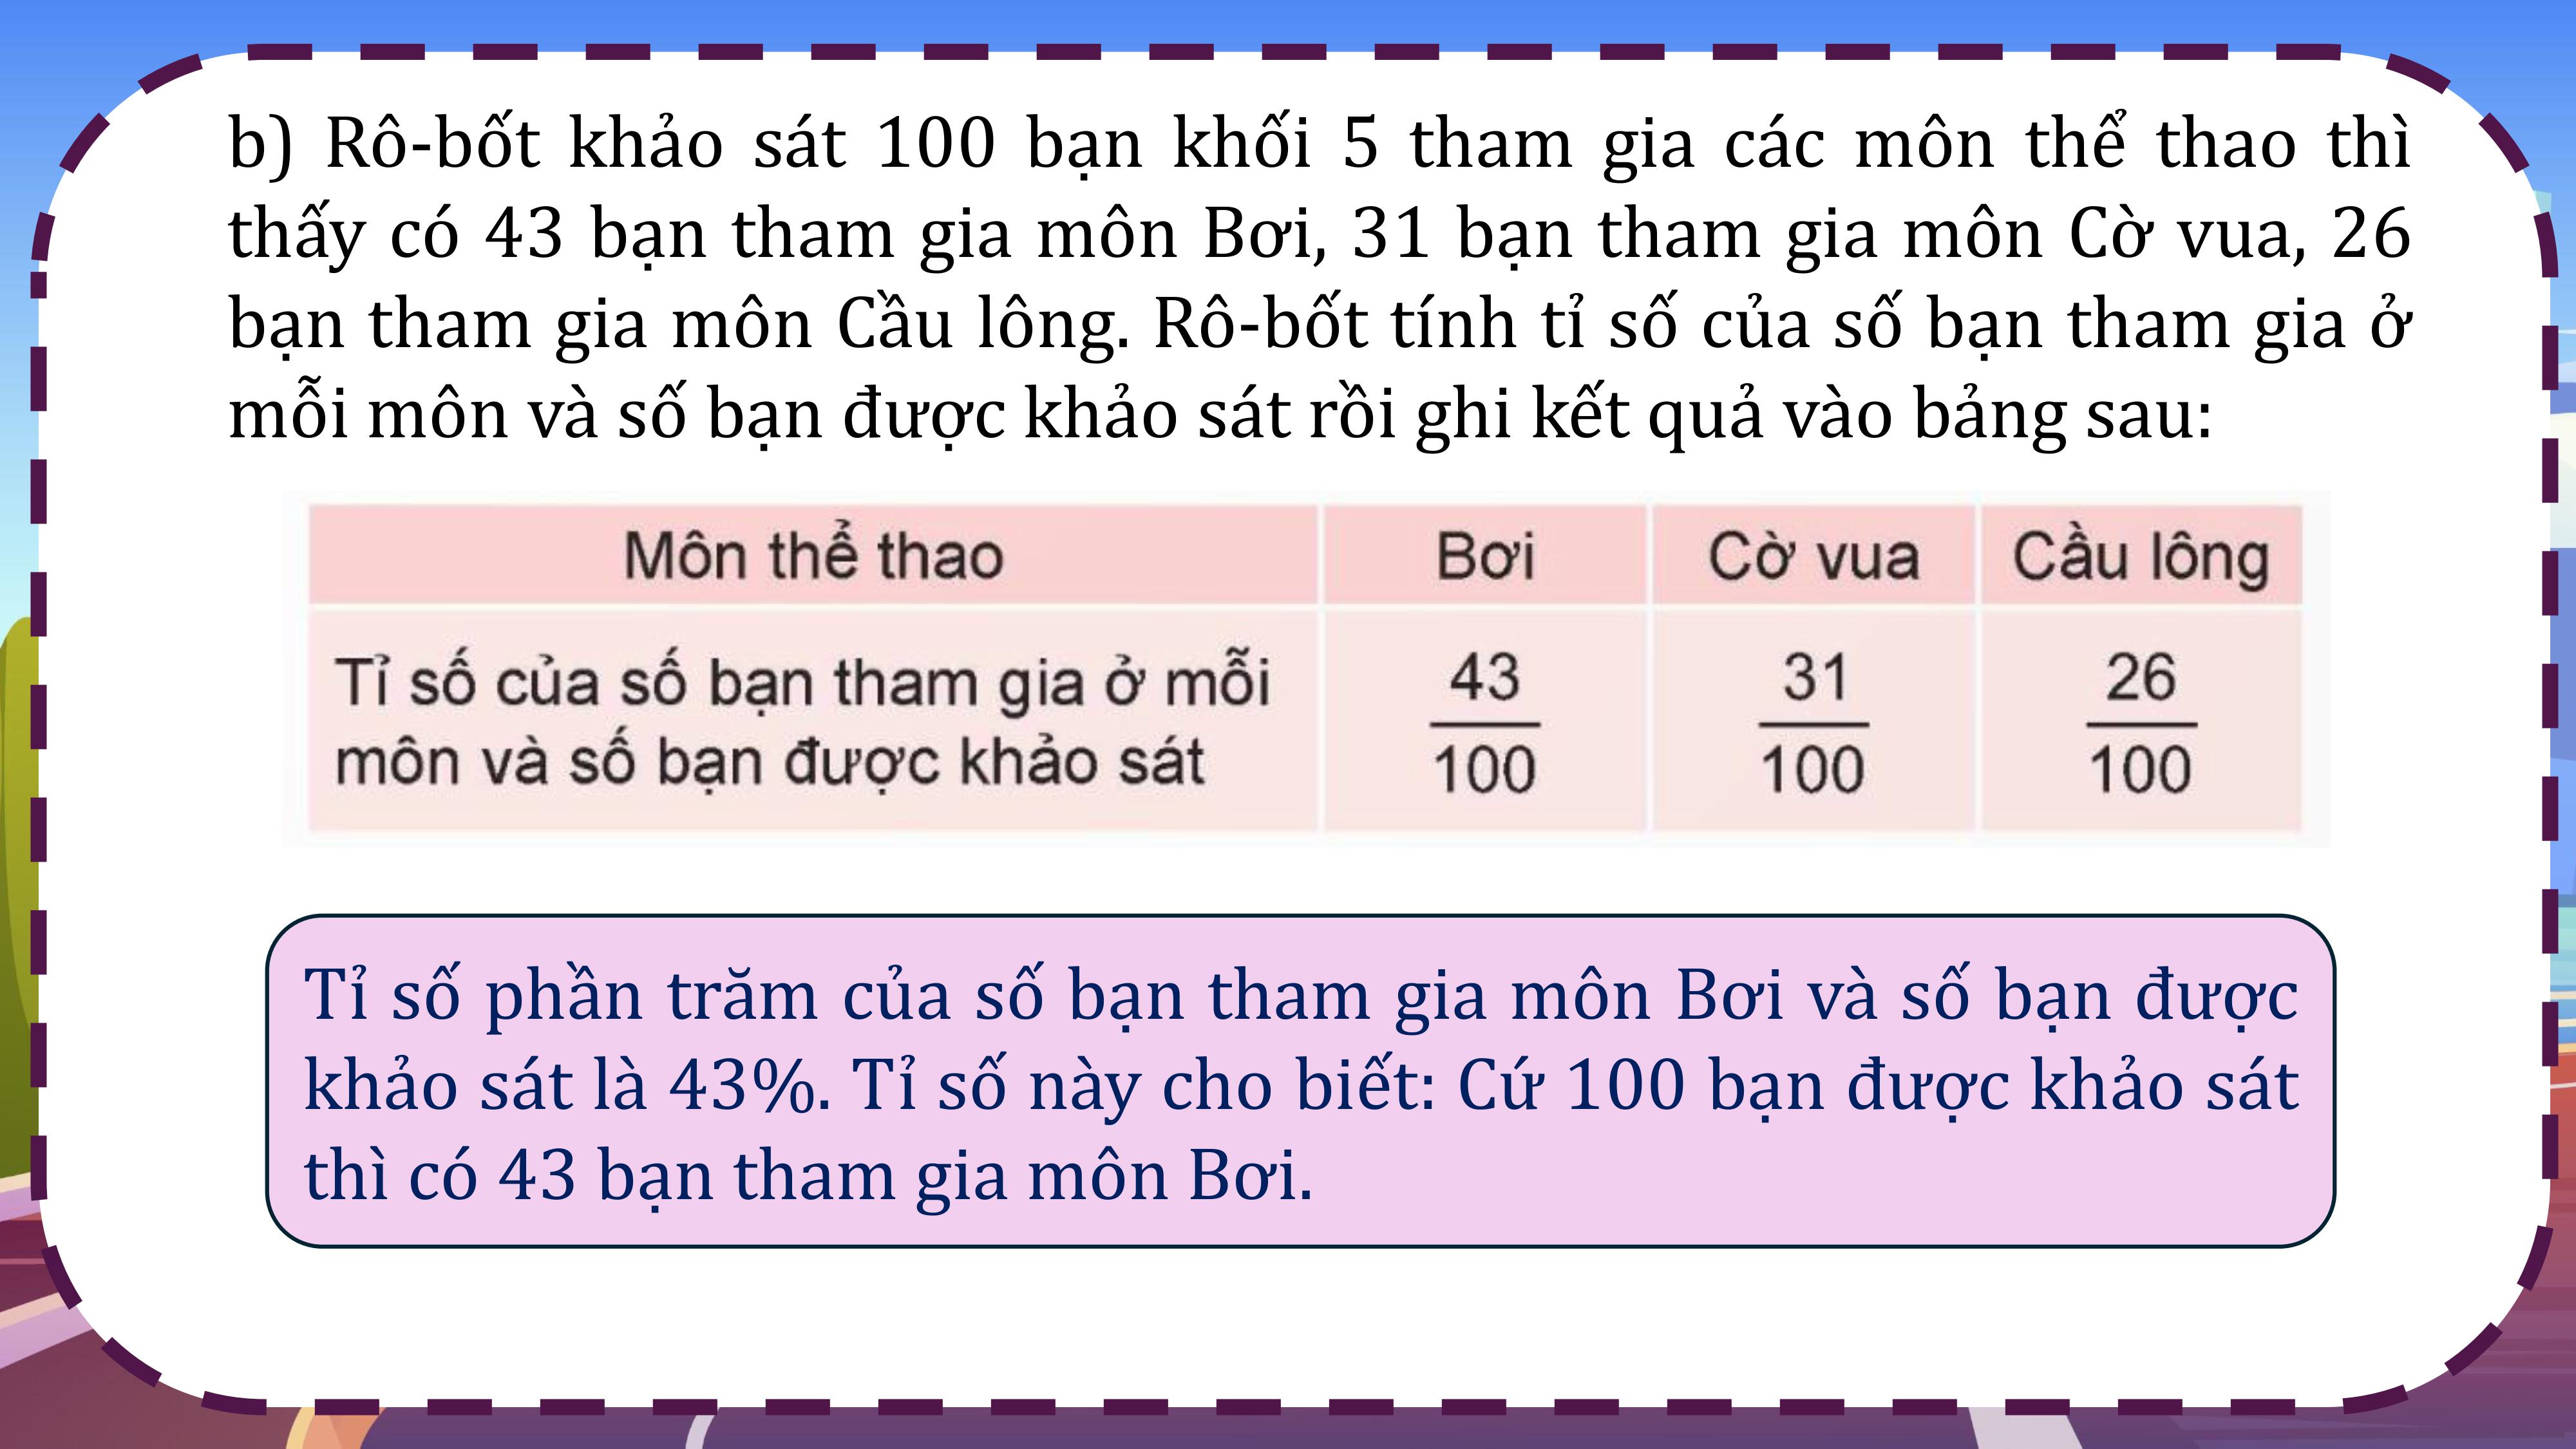 b) Rô-bốt khảo sát 100 bạn khối 5 tham gia các môn thể thao thì
thấy có 43 bạn tham gia môn Bơi, 31 bạn tham gia môn Cờ vua, 26
bạn tham gia môn Cầu lông. Rô-bốt tính tỉ số của số bạn tham gia ở
mỗi môn và số bạn được khảo sát rồi ghi kết quả vào bảng sau:
Môn thể thao Bơi Cờ vua Cầu lông
Tỉ số của số bạn tham gia ở mỗi
môn và số bạn được khảo sát
43 31 26
100 100 100
Tỉ số phần trăm của số bạn tham gia môn Bơi và số bạn được
khảo sát là 43%. Tỉ số này cho biết: Cứ 100 bạn được khảo sát
thì có 43 bạn tham gia môn Bơi.